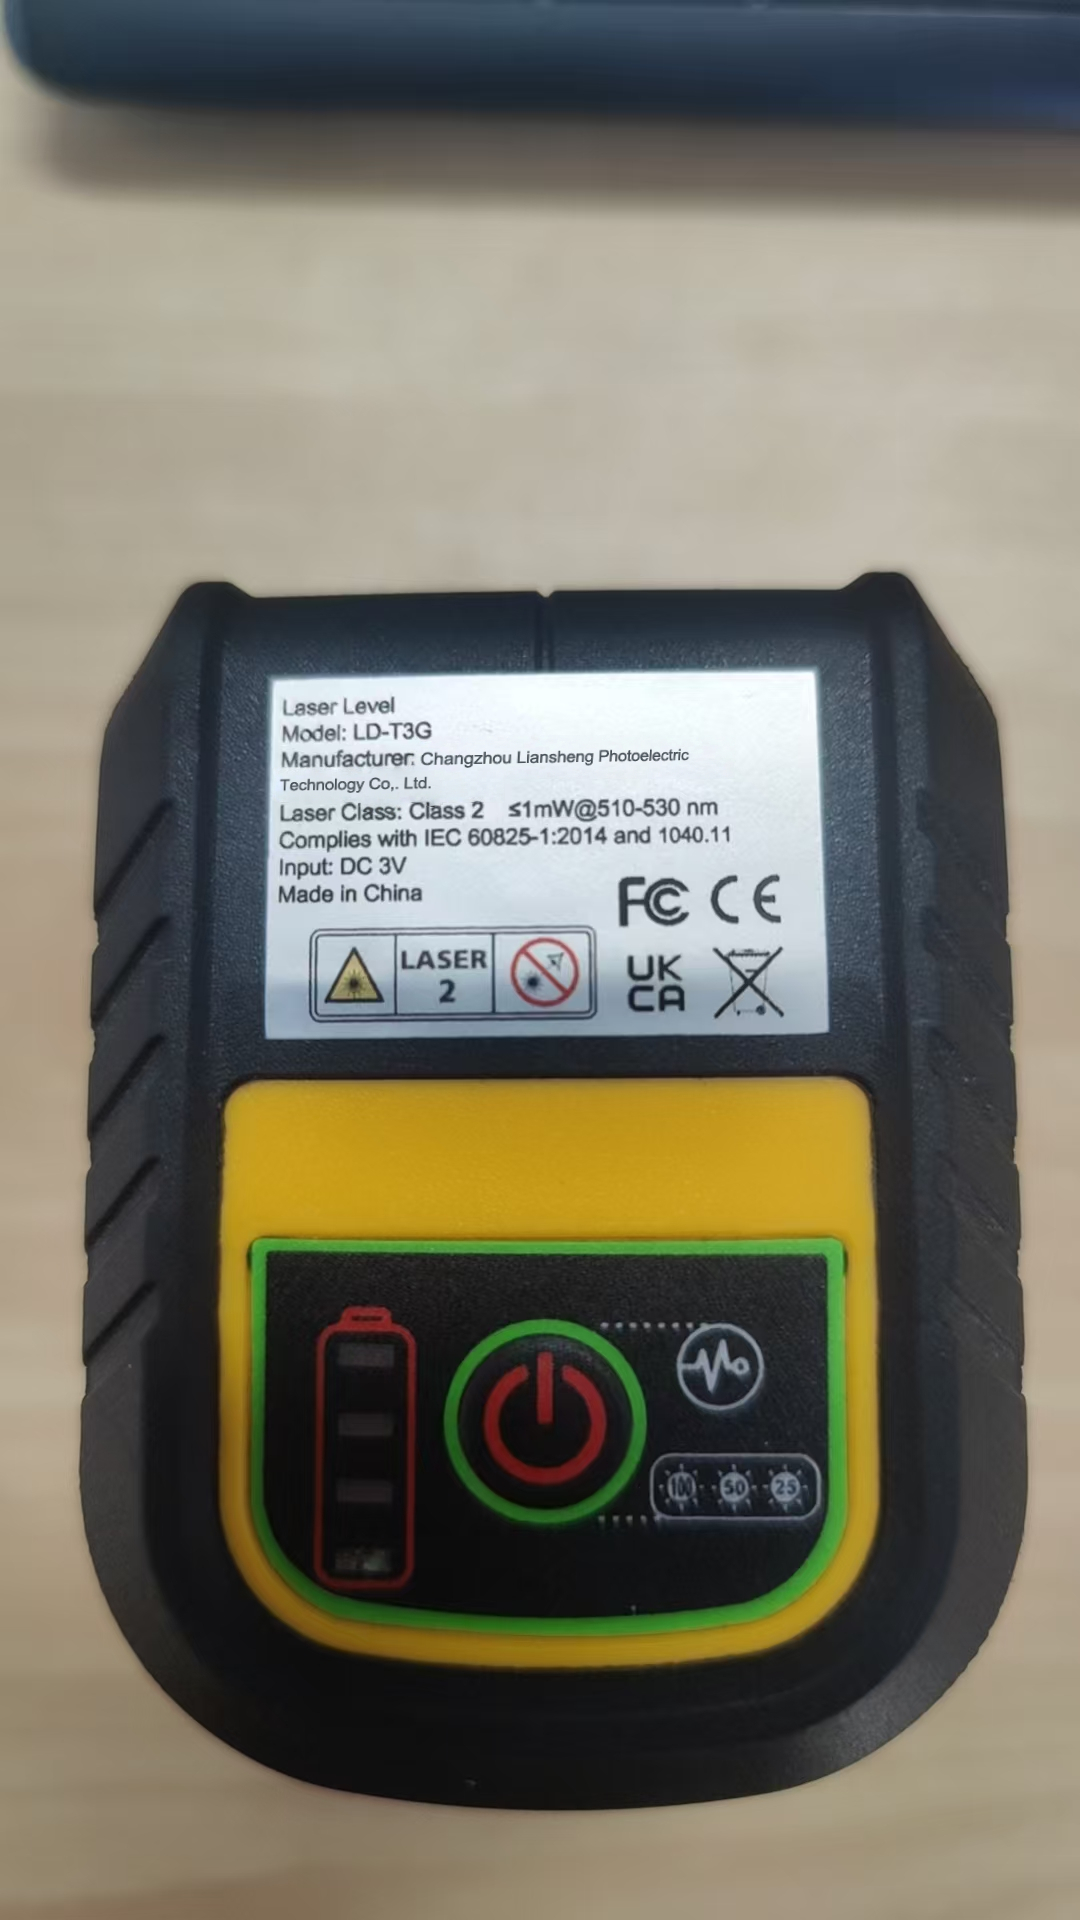 Laser Level
Model: LD-T3G
Manufacturer: Changzhou Liansheng Photoelectric
Technology Co,. Ltd.
Laser Class: Class 2 ≤1mW@510-530 nm
Complies with IEC 60825-1:2014 and 1040.11
Input: DC 3V
Made in China
FC CE
LASER
2
UK
CA
100 50 25